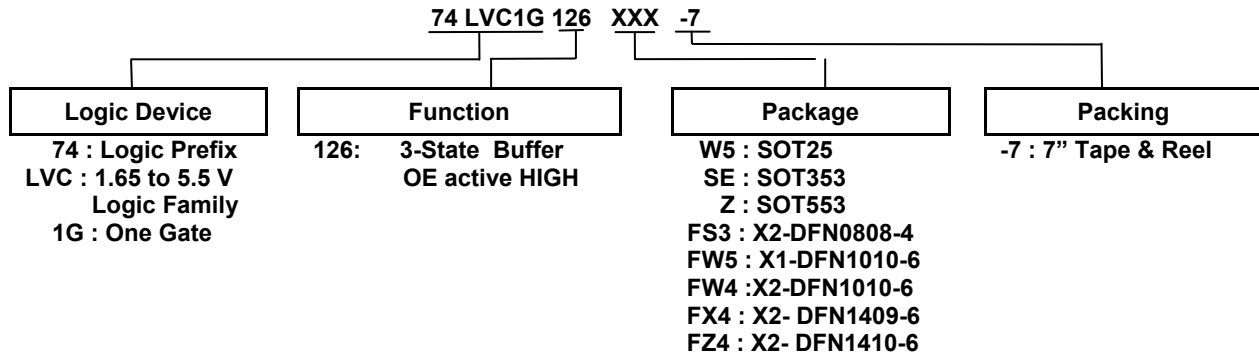 74 LVC1G 126 XXX -7
Logic Device
74 : Logic Prefix
LVC : 1.65 to 5.5 V
Logic Family
1G : One Gate
Function
126: 3-State Buffer
OE active HIGH
Package
W5 : SOT25
SE : SOT353
Z : SOT553
FS3 : X2-DFN0808-4
FW5 : X1-DFN1010-6
FW4 :X2-DFN1010-6
FX4 : X2- DFN1409-6
FZ4 : X2- DFN1410-6
Packing
-7 : 7” Tape & Reel